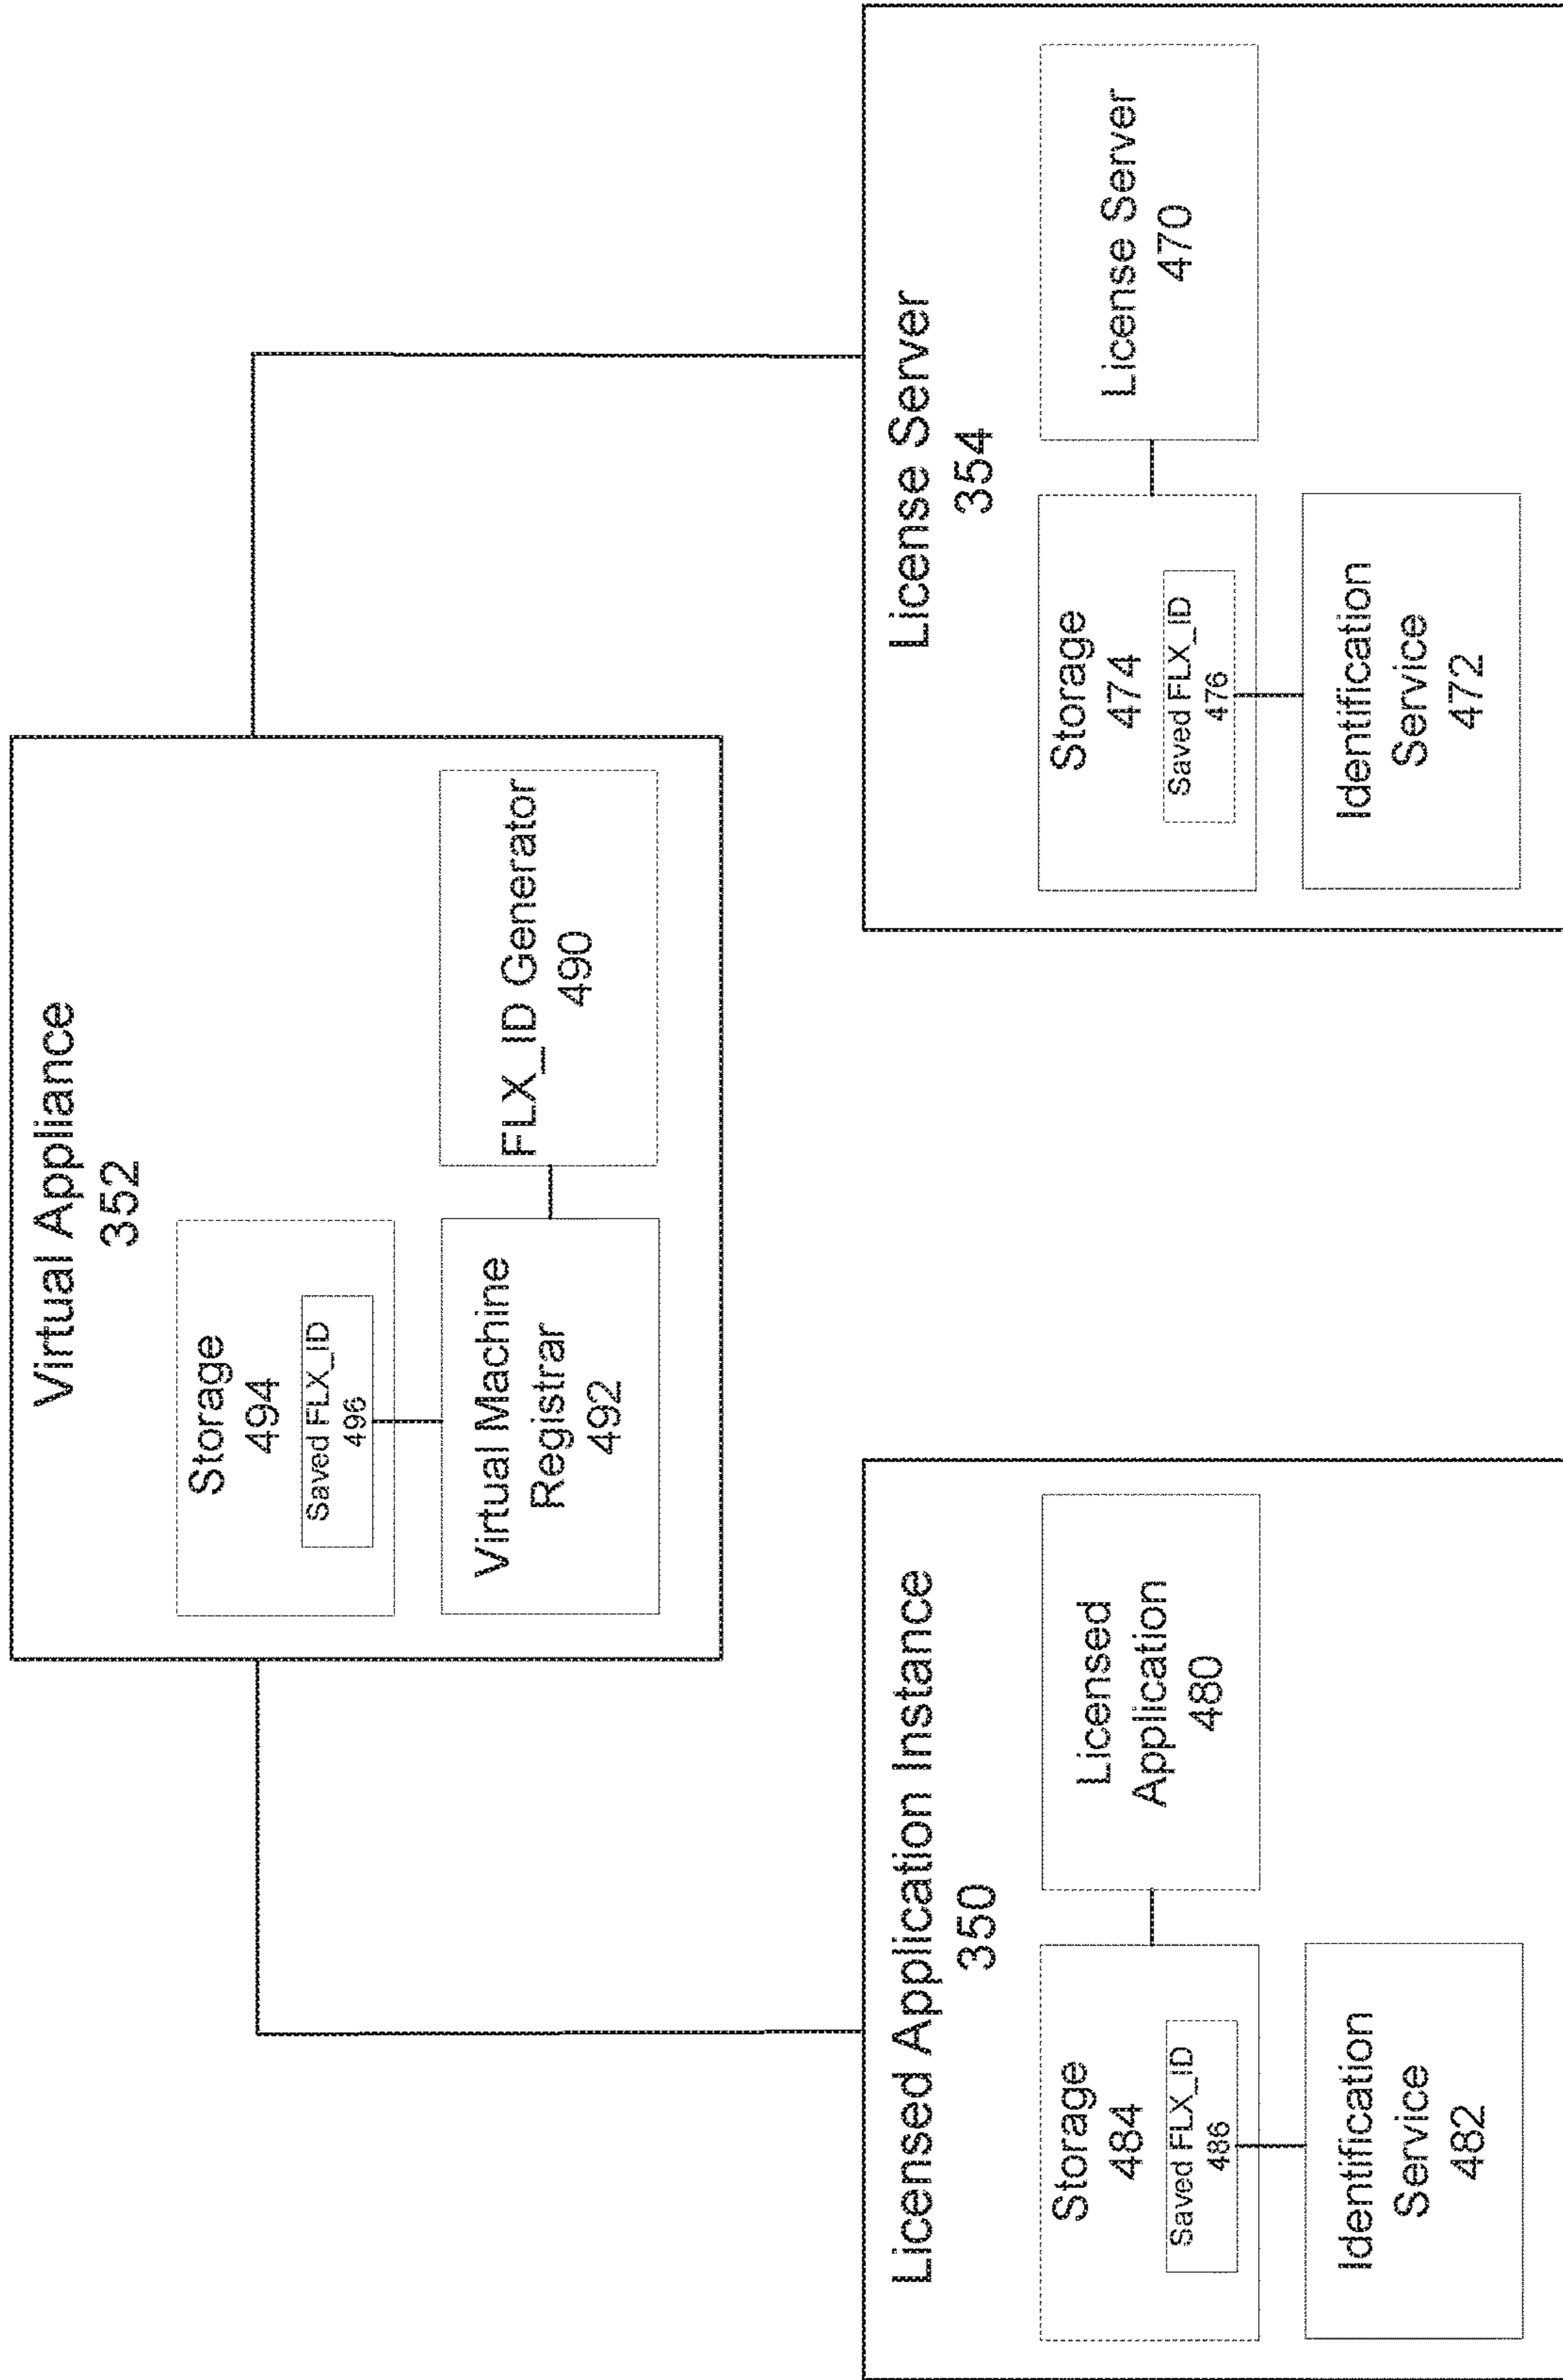 Virtual Appliance
352
Storage
494
Saved FLX_ID
496
Virtual Machine
Registrar
492
FLX_ID Generator
490
Licensed Application Instance
350
Storage
484
Saved FLX_ID
486
Licensed
Application
480
Identification
Service
482
License Server
354
Storage
474
Saved FLX_ID
476
License Server
470
Identification
Service
472